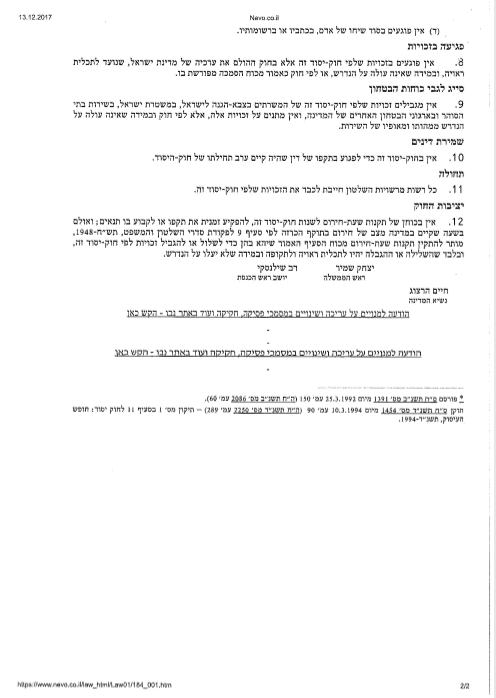 13.12.2017
Nevo.co.il
(ד) אין פוגעים בסוד שיחו של אדם, בכתביו או ברשומותיו.
פגיעה בזכויות
8. אין פוגעים בזכויות שלפי חוק-יסוד זה אלא בחוק ההולם את ערכיה של מדינת ישראל, שנועד לתכלית
ראויה, ובמידה שאינה עולה על הנדרש, או לפי חוק כאמור מכוח הסמכה מפורשת בו.
סייג לגבי כוחות הבטחון
9. אין מגבילים זכויות שלפי חוק-יסוד זה של המשרתים בצבא-הגנה לישראל, במשטרת ישראל, בשירות בתי
הסוהר ובארגוני הבטחון האחרים של המדינה, ואין מתנים על זכויות אלה, אלא לפי חוק ובמידה שאינה עולה על
הנדרש ממהותו ומאופיו של השירות.
שמירת דינים
10. אין בחוק-יסוד זה כדי לפגוע בתקפו של דין שהיה קיים ערב תחילתו של חוק-היסוד.
תחולה
11. כל רשות מרשויות השלטון חייבת לכבד את הזכויות שלפי חוק-יסוד זה.
יציבות החוק
12. אין בכוחן של תקנות שעת-חירום לשנות חוק-יסוד זה, להפקיע זמנית את תקפו או לקבוע בו תנאים; ואולם
בשעה שקיים במדינה מצב של חירום בתוקף הכרזה לפי סעיף 9 לפקודת סדרי השלטון והמשפט, תש"ח-1948,
מותר להתקין תקנות שעת-חירום מכוח הסעיף האמור שיהא בהן כדי לשלול או להגביל זכויות לפי חוק-יסוד זה,
ובלבד שהשלילה או ההגבלה יהיו לתכלית ראויה ולתקופה ובמידה שלא יעלו על הנדרש.
יצחק שמיר דב שילנסקי
ראש הממשלה יושב ראש הכנסת
חיים הרצוג
נשיא המדינה
הודעה למנויים על עריכה ושינויים במסמכי פסיקה, חקיקה ועוד באתר נבו - הקש כאן
הודעה למנויים על עריכה ושינויים במסמכי פסיקה, חקיקה ועוד באתר נבו - הקש כאן
* פורסם ס"ח תשנ"ב מס' 1391 מיום 25.3.1992 עמ' 150 (ה"ח תשנ"ב מס' 2086 עמ' 60).
תוקן ס"ח תשנ"ד מס' 1454 מיום 10.3.1994 עמ' 90 (ה"ח תשנ"ד מס' 2250 עמ' 289) – תיקון מס' 1 בסעיף 11 לחוק יסוד: חופש
העיסוק, תשנ"ד-1994.
https://www.nevo.co.il/law_html/Law01/184_001.htm
2/2